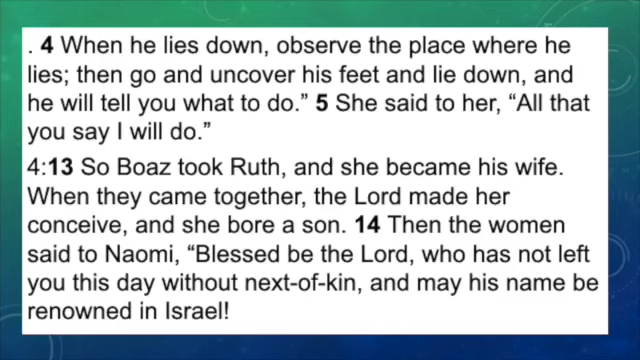 . 4 When he lies down, observe the place where he
lies; then go and uncover his feet and lie down, and
he will tell you what to do.” 5 She said to her, “All that
you say I will do.”
4:13 So Boaz took Ruth, and she became his wife.
When they came together, the Lord made her
conceive, and she bore a son. 14 Then the women
said to Naomi, “Blessed be the Lord, who has not left
you this day without next-of-kin, and may his name be
renowned in Israel!